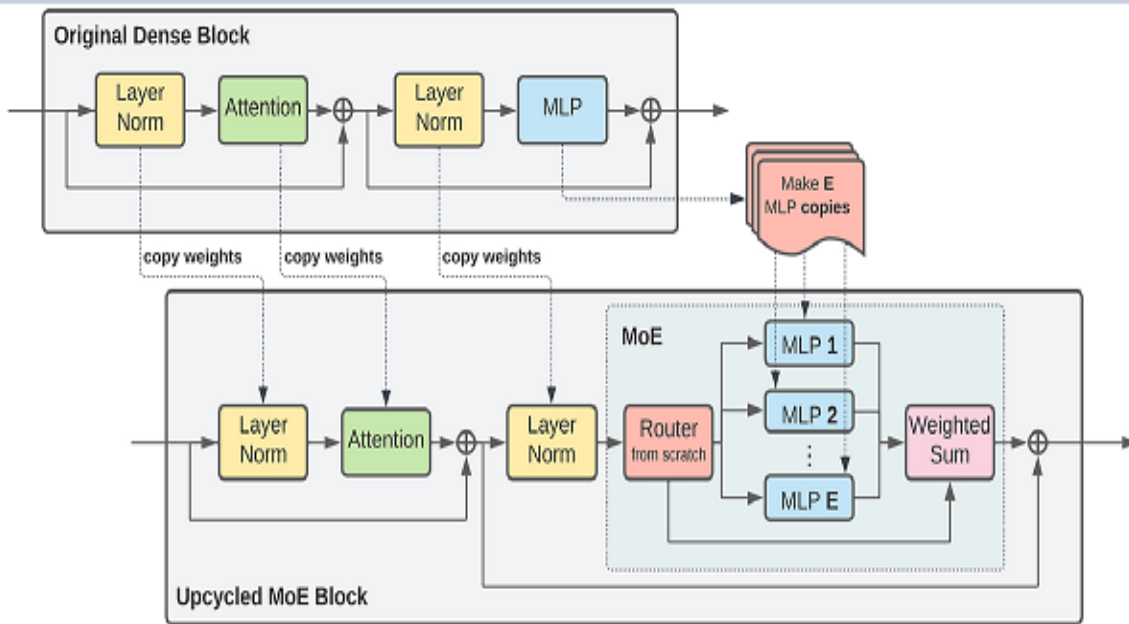 Original Dense Block
Layer
Norm
Attention
Layer
Norm
MLP
Make E
MLP copies
copy weights
copy weights
copy weights
MoE
MLP 1
Layer
Norm
Attention
Layer
Norm
Router
from scratch
MLP 2
⋮
MLP E
Weighted
Sum
Upcycled MoE Block